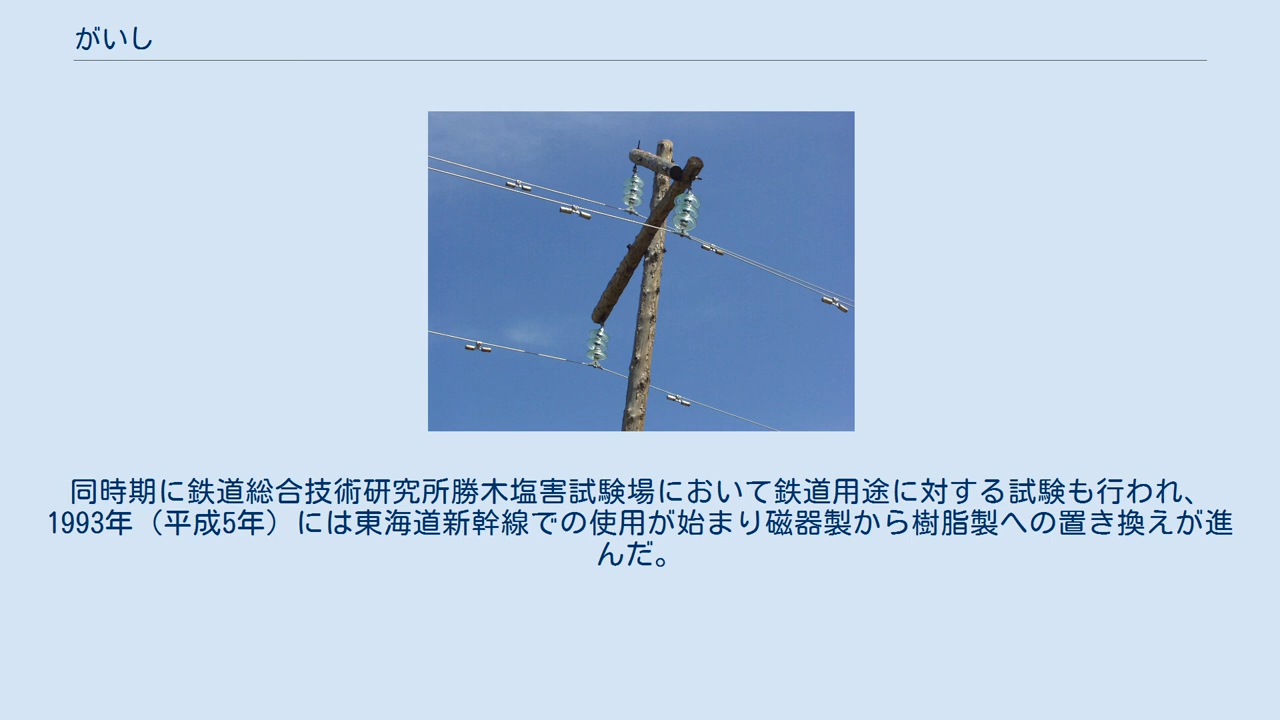 がいし
同時期に鉄道総合技術研究所勝木塩害試験場において鉄道用途に対する試験も行われ、
1993年（平成5年）には東海道新幹線での使用が始まり磁器製から樹脂製への置き換えが進
んだ。